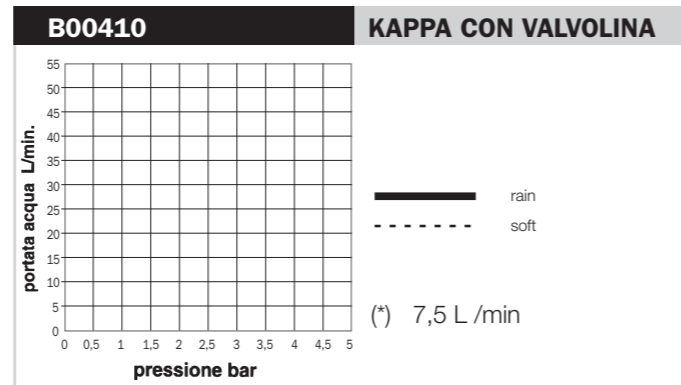 B00410
KAPPA CON VALVOLINA
portata acqua L/min.
55
50
45
40
35
30
25
20
15
10
5
0
0 0,5 1 1,5 2 2,5 3 3,5 4 4,5 5
pressione bar
rain
soft
(*) 7,5 L /min